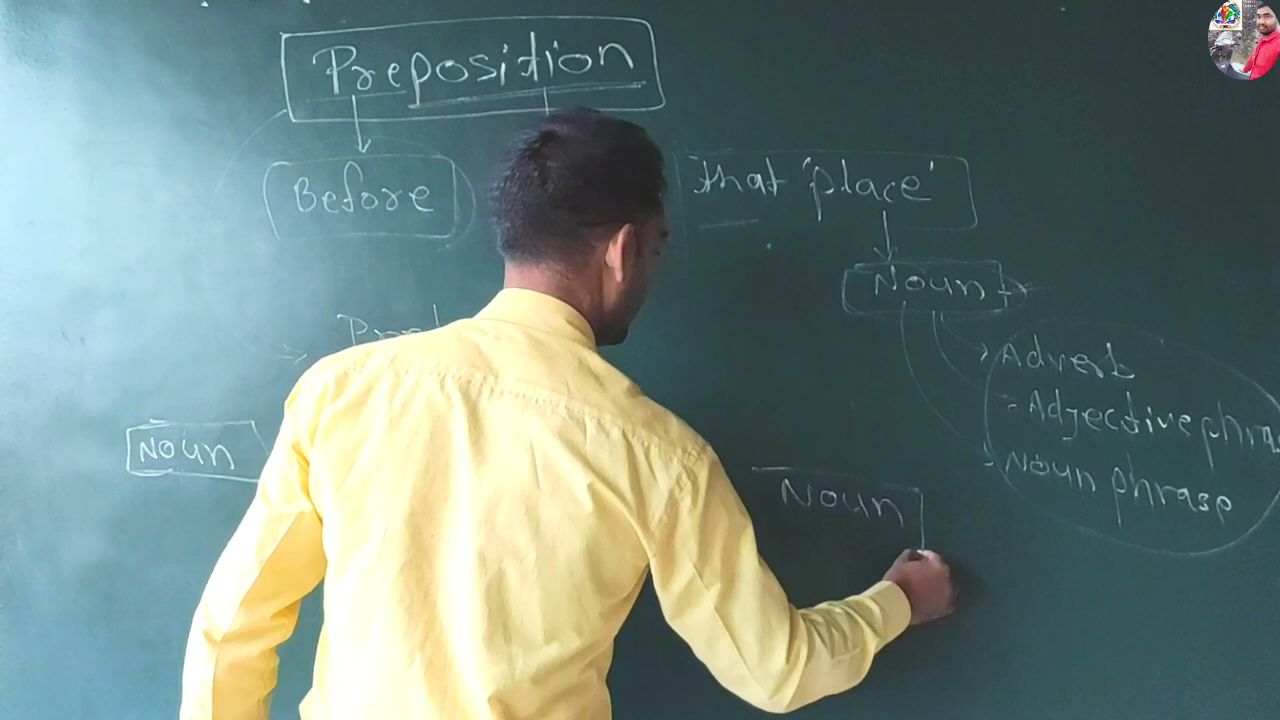 Preposition
Before
that 'place'
Noun
Adverb
- Adjective phra
Noun phrase
Noun
Noun